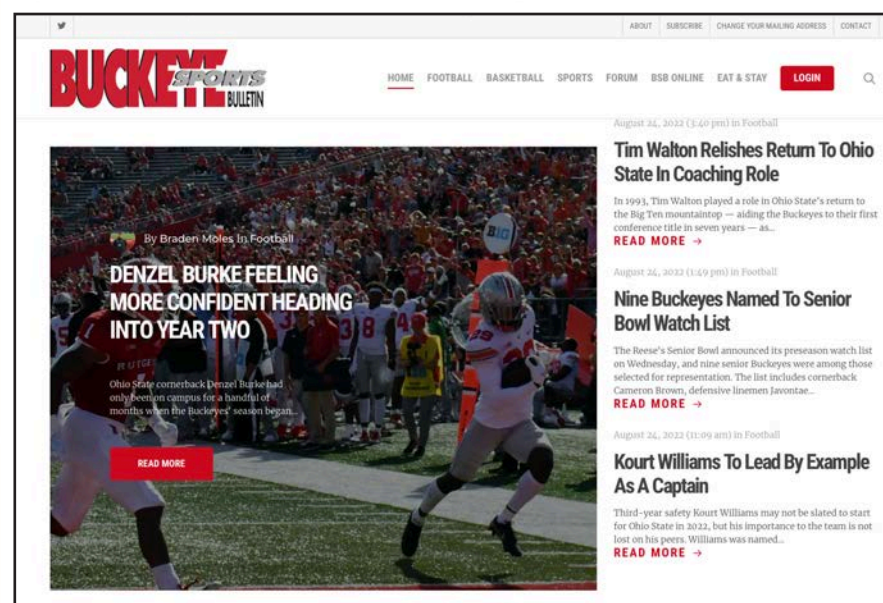 ABOUT SUBSCRIBE CHANGE YOUR MAILING ADDRESS CONTACT
BUCKEYE
SPORTS
BULLETIN
HOME FOOTBALL BASKETBALL SPORTS FORUM BSB ONLINE EAT & STAY LOGIN
By Braden Moles In Football
DENZEL BURKE FEELING
MORE CONFIDENT HEADING
INTO YEAR TWO
Ohio State cornerback Denzel Burke had
only been on campus for a handful of
months when the Buckeyes' season began...
READ MORE
BIG
RUTGERS
1
29
3 8
4
August 24, 2022 (3:40 pm) in Football
Tim Walton Relishes Return To Ohio
State In Coaching Role
In 1993, Tim Walton played a role in Ohio State's return to
the Big Ten mountaintop — aiding the Buckeyes to their first
conference title in seven years — as...
READ MORE →
August 24, 2022 (1:49 pm) in Football
Nine Buckeyes Named To Senior
Bowl Watch List
The Reese's Senior Bowl announced its preseason watch list
on Wednesday, and nine senior Buckeyes were among those
selected for representation. The list includes cornerback
Cameron Brown, defensive linemen Javontae...
READ MORE →
August 24, 2022 (11:09 am) in Football
Kourt Williams To Lead By Example
As A Captain
Third-year safety Kourt Williams may not be slated to start
for Ohio State in 2022, but his importance to the team is not
lost on his peers. Williams was named...
READ MORE →